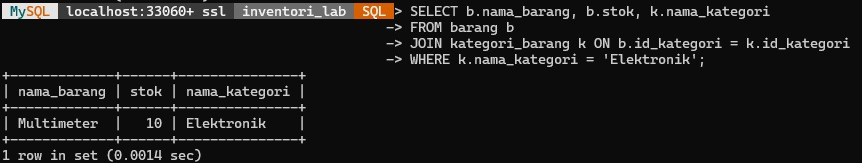 MySQL localhost:33060+ ssl inventori_lab SQL > SELECT b.nama_barang, b.stok, k.nama_kategori
-> FROM barang b
-> JOIN kategori_barang k ON b.id_kategori = k.id_kategori
-> WHERE k.nama_kategori = 'Elektronik';
+-------------+------+---------------+
| nama_barang | stok | nama_kategori |
+-------------+------+---------------+
| Multimeter  |   10 | Elektronik    |
+-------------+------+---------------+
1 row in set (0.0014 sec)